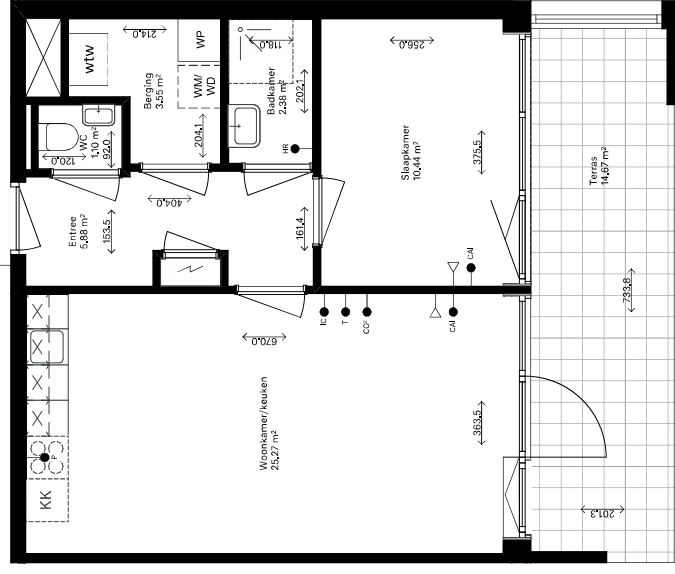 wtw
214.0
WP
WM/
WD
Berging
3.55 m²
204.1
118.0
Badkamer
2.38 m²
202.1
HR
256.0
Slaapkamer
10.44 m²
375.5
CAI
Terras
14.67 m²
733.8
201.3
WC
1.10 m²
92.0
120.0
Entree
5.88 m²
153.5
404.0
161.4
IC
T
CO²
CAI
670.0
Woonkamer/keuken
25.27 m²
363.5
P
KK